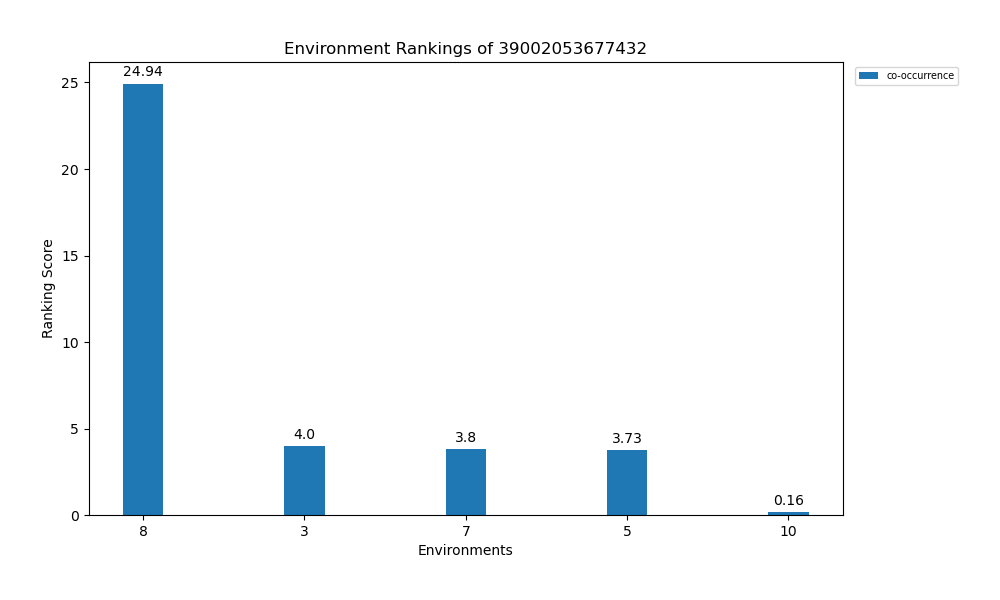 Environment Rankings of 39002053677432
co-occurrence
Ranking Score
25
20
15
10
5
0
24.94
4.0
3.8
3.73
0.16
8 3 7 5 10
Environments